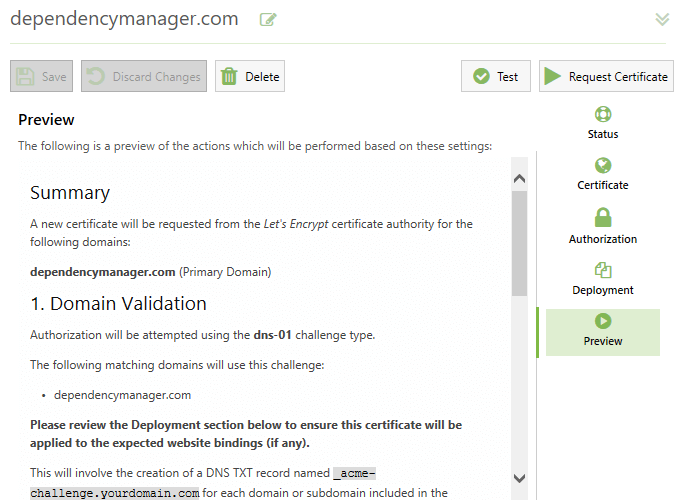 dependencymanager.com
Save
Discard Changes
Delete
Test
Request Certificate
Preview
The following is a preview of the actions which will be performed based on these settings:
Summary
A new certificate will be requested from the Let's Encrypt certificate authority for the
following domains:
dependencymanager.com (Primary Domain)
1. Domain Validation
Authorization will be attempted using the dns-01 challenge type.
The following matching domains will use this challenge:
• dependencymanager.com
Please review the Deployment section below to ensure this certificate will be
applied to the expected website bindings (if any).
This will involve the creation of a DNS TXT record named _acme-
challenge.yourdomain.com for each domain or subdomain included in the
Status
Certificate
Authorization
Deployment
Preview